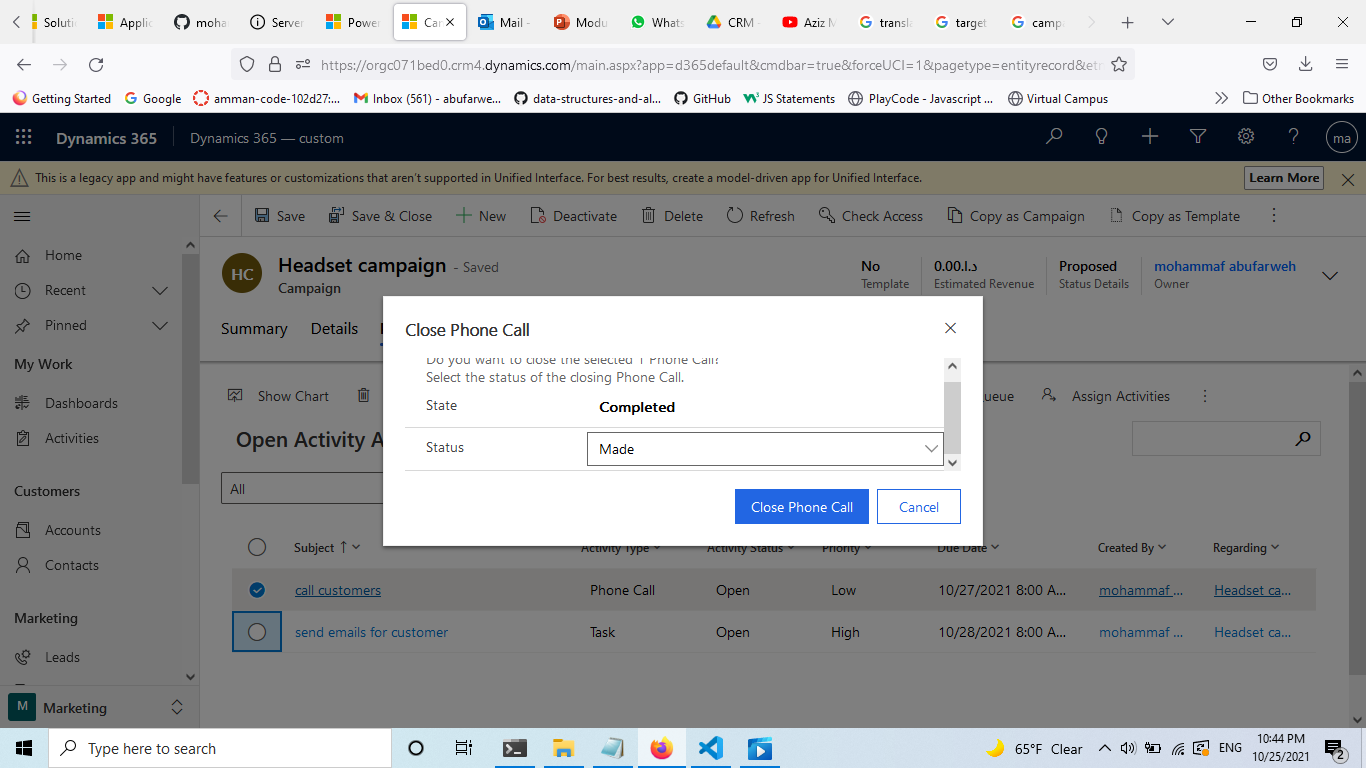 Soluti
Applic
moha
Server
Power
Car
Mail -
Modu
Whats
CRM -
Aziz M
transla
target
campa
https://orgc071bed0.crm4.dynamics.com/main.aspx?app=d365default&cmdbar=true&forceUCI=1&pagetype=entityrecord&etn
Getting Started
Google
amman-code-102d27:...
Inbox (561) - abufarwe...
data-structures-and-al...
GitHub
JS Statements
PlayCode - Javascript ...
Virtual Campus
Other Bookmarks
Dynamics 365
Dynamics 365 — custom
ma
This is a legacy app and might have features or customizations that aren't supported in Unified Interface. For best results, create a model-driven app for Unified Interface.
Learn More
Save
Save & Close
New
Deactivate
Delete
Refresh
Check Access
Copy as Campaign
Copy as Template
Home
Recent
Pinned
My Work
Dashboards
Activities
Customers
Accounts
Contacts
Marketing
Leads
M
Marketing
HC
Headset campaign - Saved
Campaign
No
Template
د.ا.0.00
Estimated Revenue
Proposed
Status Details
mohammaf abufarweh
Owner
Summary
Details
Show Chart
ueue
Assign Activities
Open Activity A
All
Close Phone Call
Do you want to close the selected 1 Phone Call?
Select the status of the closing Phone Call.
State
Completed
Status
Made
Close Phone Call
Cancel
Subject
Activity Type
Activity Status
Priority
Due Date
Created By
Regarding
call customers
Phone Call
Open
Low
10/27/2021 8:00 A...
mohammaf ...
Headset ca...
send emails for customer
Task
Open
High
10/28/2021 8:00 A...
mohammaf ...
Headset ca...
Type here to search
65°F Clear
ENG
10:44 PM
10/25/2021
2